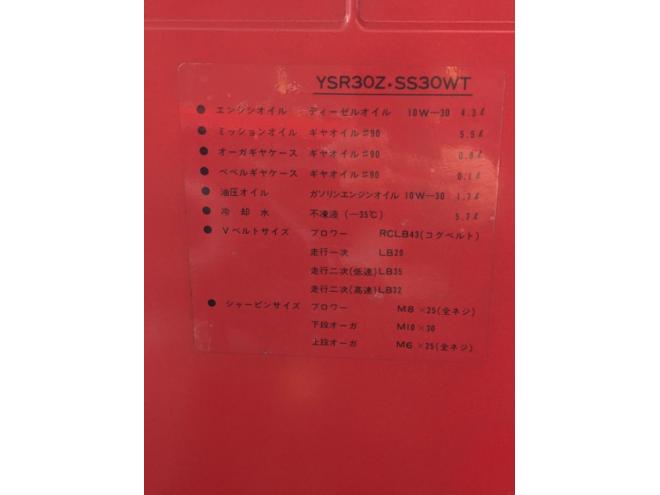 YSR30Z・SS30WT
● エンジンオイル ディーゼルオイル 10W—30 4.3ℓ
● ミッションオイル ギヤオイル♯90 5.5ℓ
● オーガギヤケース ギヤオイル♯90 0.8ℓ
● ベベルギヤケース ギヤオイル♯90 0.1ℓ
● 油圧オイル ガソリンエンジンオイル 10W—30 1.7ℓ
● 冷却水 不凍液(—35℃) 5.7ℓ
● Vベルトサイズ ブロワー RCLB43(コグベルト)
走行一次 LB20
走行二次(低速)LB35
走行二次(高速)LB32
● シャーピンサイズ ブロワー M8×25(全ネジ)
下段オーガ M10×30
上段オーガ M6×25(全ネジ)